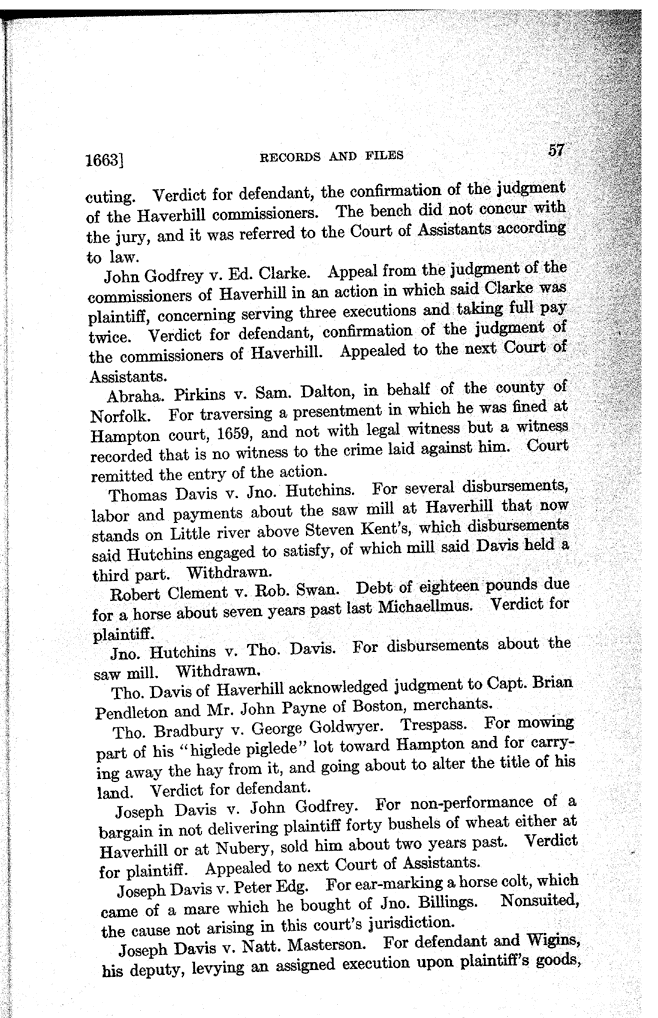 1663] RECORDS AND FILES 57
cuting. Verdict for defendant, the confirmation of the judgment
of the Haverhill commissioners. The bench did not concur with
the jury, and it was referred to the Court of Assistants according
to law.
John Godfrey v. Ed. Clarke. Appeal from the judgment of the
commissioners of Haverhill in an action in which said Clarke was
plaintiff, concerning serving three executions and taking full pay
twice. Verdict for defendant, confirmation of the judgment of
the commissioners of Haverhill. Appealed to the next Court of
Assistants.
Abraha. Pirkins v. Sam. Dalton, in behalf of the county of
Norfolk. For traversing a presentment in which he was fined at
Hampton court, 1659, and not with legal witness but a witness
recorded that is no witness to the crime laid against him. Court
remitted the entry of the action.
Thomas Davis v. Jno. Hutchins. For several disbursements,
labor and payments about the saw mill at Haverhill that now
stands on Little river above Steven Kent's, which disbursements
said Hutchins engaged to satisfy, of which mill said Davis held a
third part. Withdrawn.
Robert Clement v. Rob. Swan. Debt of eighteen pounds due
for a horse about seven years past last Michaellmus. Verdict for
plaintiff.
Jno. Hutchins v. Tho. Davis. For disbursements about the
saw mill. Withdrawn.
Tho. Davis of Haverhill acknowledged judgment to Capt. Brian
Pendleton and Mr. John Payne of Boston, merchants.
Tho. Bradbury v. George Goldwyer. Trespass. For mowing
part of his "higlede piglede" lot toward Hampton and for carry-
ing away the hay from it, and going about to alter the title of his
land. Verdict for defendant.
Joseph Davis v. John Godfrey. For non-performance of a
bargain in not delivering plaintiff forty bushels of wheat either at
Haverhill or at Nubery, sold him about two years past. Verdict
for plaintiff. Appealed to next Court of Assistants.
Joseph Davis v. Peter Edg. For ear-marking a horse colt, which
came of a mare which he bought of Jno. Billings. Nonsuited,
the cause not arising in this court's jurisdiction.
Joseph Davis v. Natt. Masterson. For defendant and Wigins,
his deputy, levying an assigned execution upon plaintiff's goods,